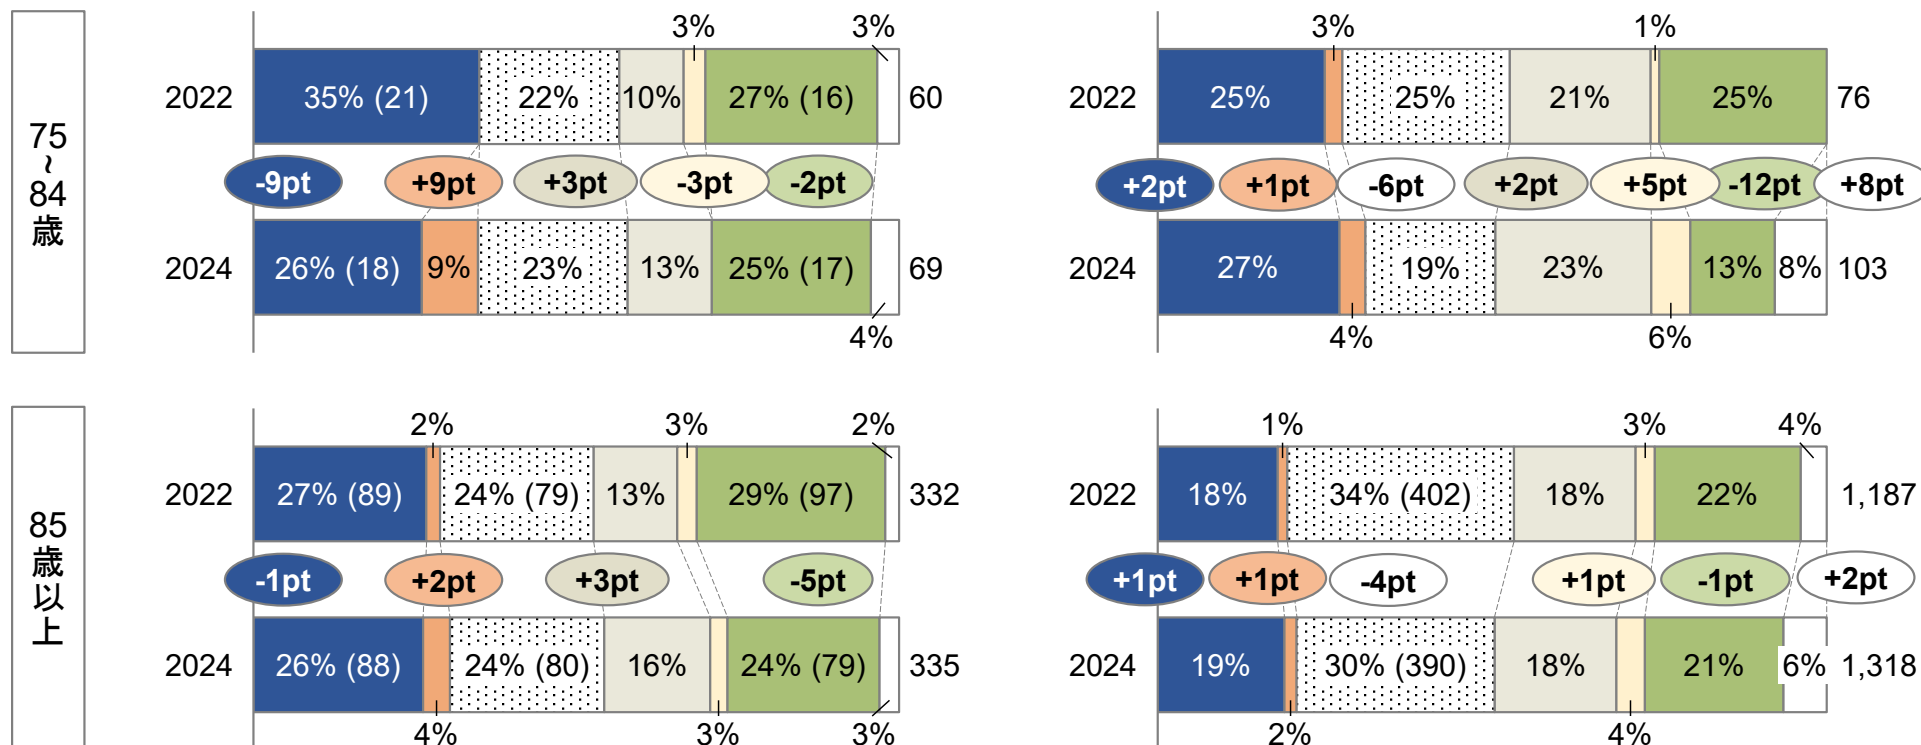 75
~
84
歳
3%
3%
2022
35% (21)
22%
10%
27% (16)
60
-9pt
+9pt
+3pt
-3pt
-2pt
2024
26% (18)
9%
23%
13%
25% (17)
69
4%
3%
1%
2022
25%
25%
21%
25%
76
+2pt
+1pt
-6pt
+2pt
+5pt
-12pt
+8pt
2024
27%
19%
23%
13%
8%
103
4%
6%
85
歳
以
上
2%
3%
2%
2022
27% (89)
24% (79)
13%
29% (97)
332
-1pt
+2pt
+3pt
-5pt
2024
26% (88)
24% (80)
16%
24% (79)
335
4%
3%
3%
1%
3%
4%
2022
18%
34% (402)
18%
22%
1,187
+1pt
+1pt
-4pt
+1pt
-1pt
+2pt
2024
19%
30% (390)
18%
21%
6%
1,318
2%
4%